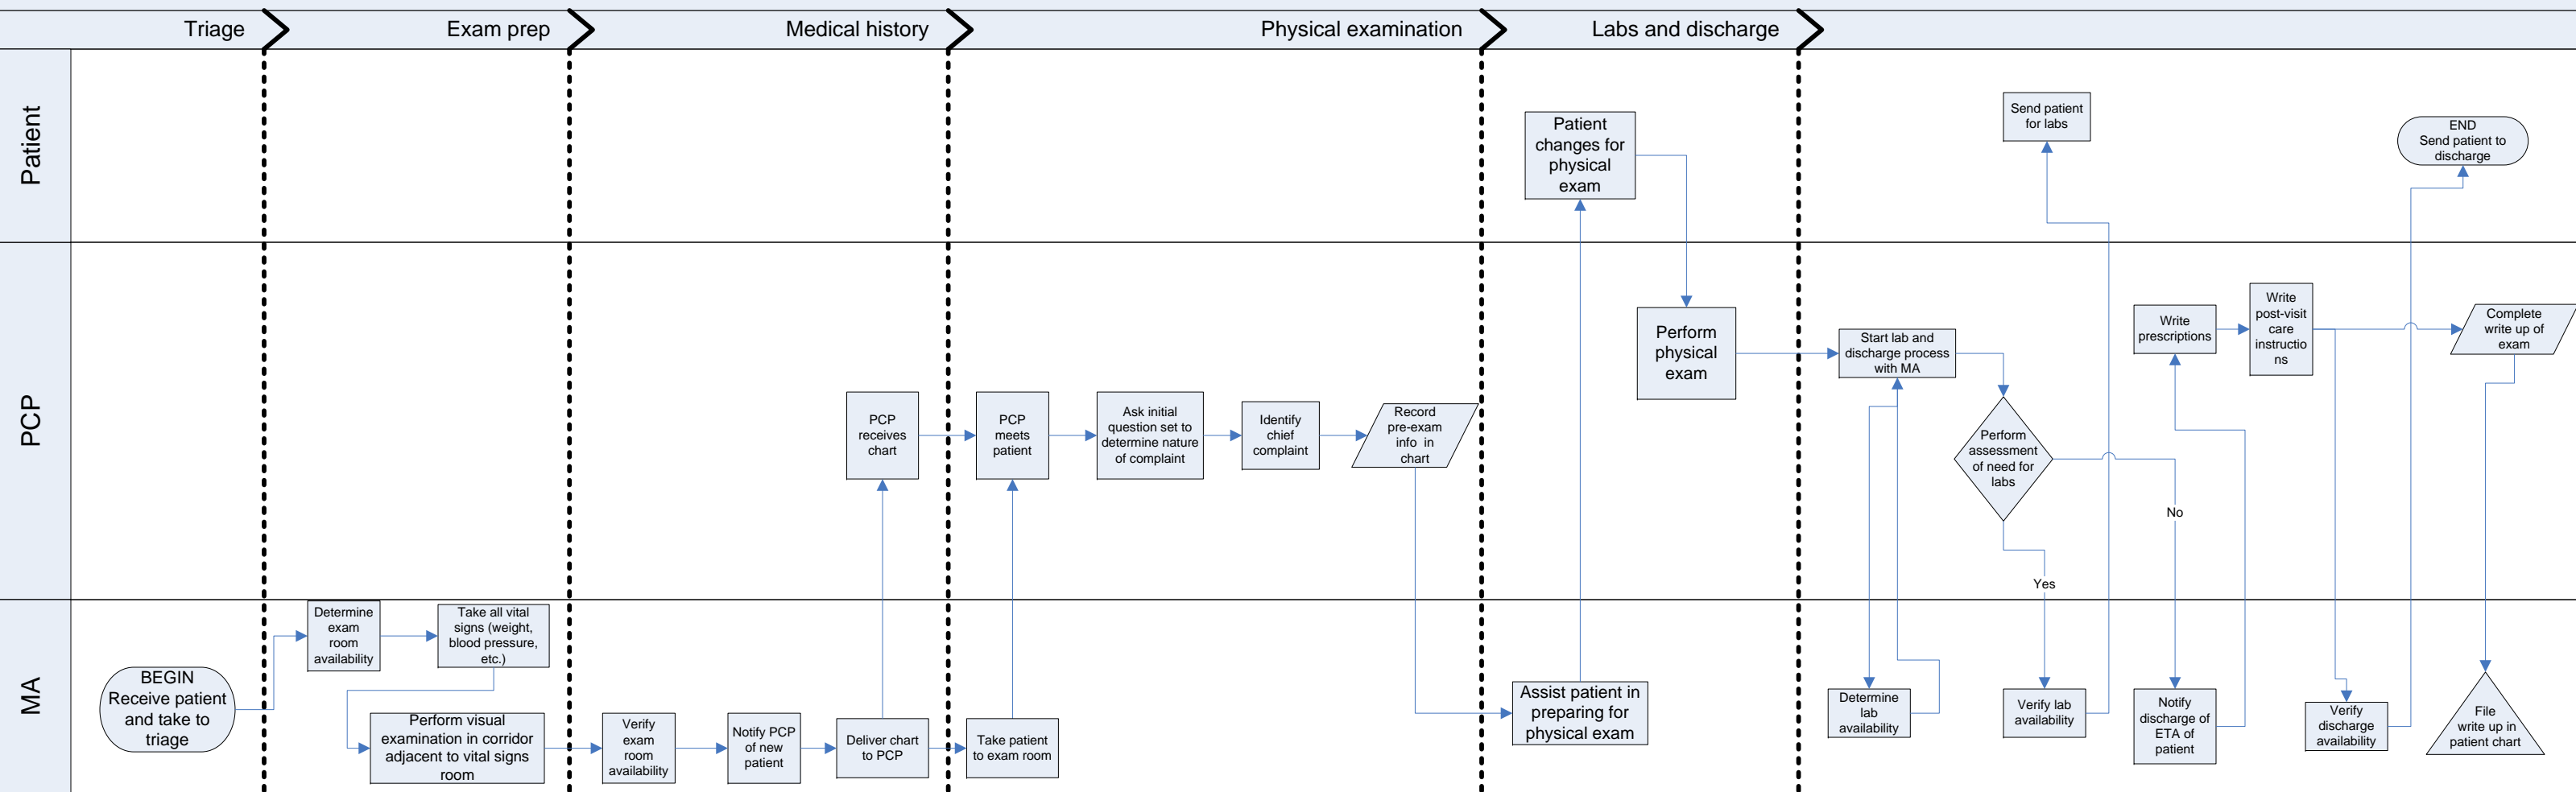 Triage
Exam prep
Medical history
Physical examination
Labs and discharge
Patient
Patient
changes for
physical
exam
Send patient
for labs
END
Send patient to
discharge
PCP
PCP
receives
chart
PCP
meets
patient
Ask initial
question set to
determine nature
of complaint
Identify
chief
complaint
Record
pre-exam
info in
chart
Perform
physical
exam
Start lab and
discharge process
with MA
Perform
assessment
of need for
labs
No
Yes
Write
prescriptions
Write
post-visit
care
instructio
ns
Complete
write up of
exam
MA
BEGIN
Receive patient
and take to
triage
Determine
exam
room
availability
Take all vital
signs (weight,
blood pressure,
etc.)
Perform visual
examination in corridor
adjacent to vital signs
room
Verify
exam
room
availability
Notify PCP
of new
patient
Deliver chart
to PCP
Take patient
to exam room
Assist patient in
preparing for
physical exam
Determine
lab
availability
Verify lab
availability
Notify
discharge of
ETA of
patient
Verify
discharge
availability
File
write up in
patient chart